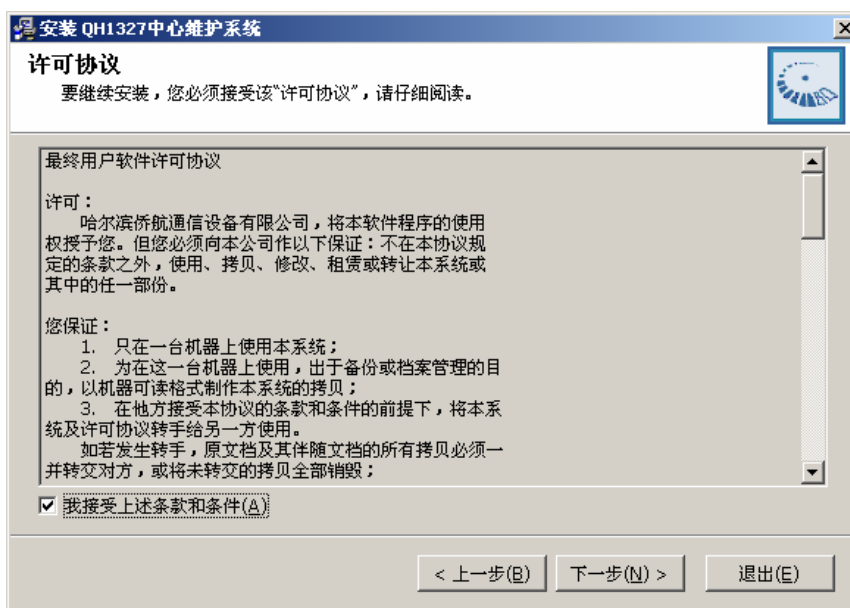 安装 QH1327中心维护系统
许可协议
要继续安装，您必须接受该“许可协议”，请仔细阅读。
最终用户软件许可协议
许可：
哈尔滨侨航通信设备有限公司，将本软件程序的使用
权授予您。但您必须向本公司作以下保证：不在本协议规
定的条款之外，使用、拷贝、修改、租赁或转让本系统或
其中的任一部份。
您保证：
1. 只在一台机器上使用本系统；
2. 为在这一台机器上使用，出于备份或档案管理的目
的，以机器可读格式制作本系统的拷贝；
3. 在他方接受本协议的条款和条件的前提下，将本系
统及许可协议转手给另一方使用。
如若发生转手，原文档及其伴随文档的所有拷贝必须一
并转交对方，或将未转交的拷贝全部销毁；
我接受上述条款和条件(A)
< 上一步(B) 下一步(N) > 退出(E)